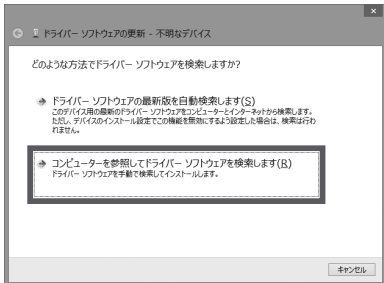 ドライバー ソフトウェアの更新 - 不明なデバイス
どのような方法でドライバー ソフトウェアを検索しますか?
ドライバー ソフトウェアの最新版を自動検索します(S)
このデバイス用の最新のドライバー ソフトウェアをコンピューターとインターネットから検索します。
ただし、デバイスのインストール設定でこの機能を無効にするよう設定した場合は、検索は行わ
れません。
コンピューターを参照してドライバー ソフトウェアを検索します(R)
ドライバー ソフトウェアを手動で検索してインストールします。
キャンセル